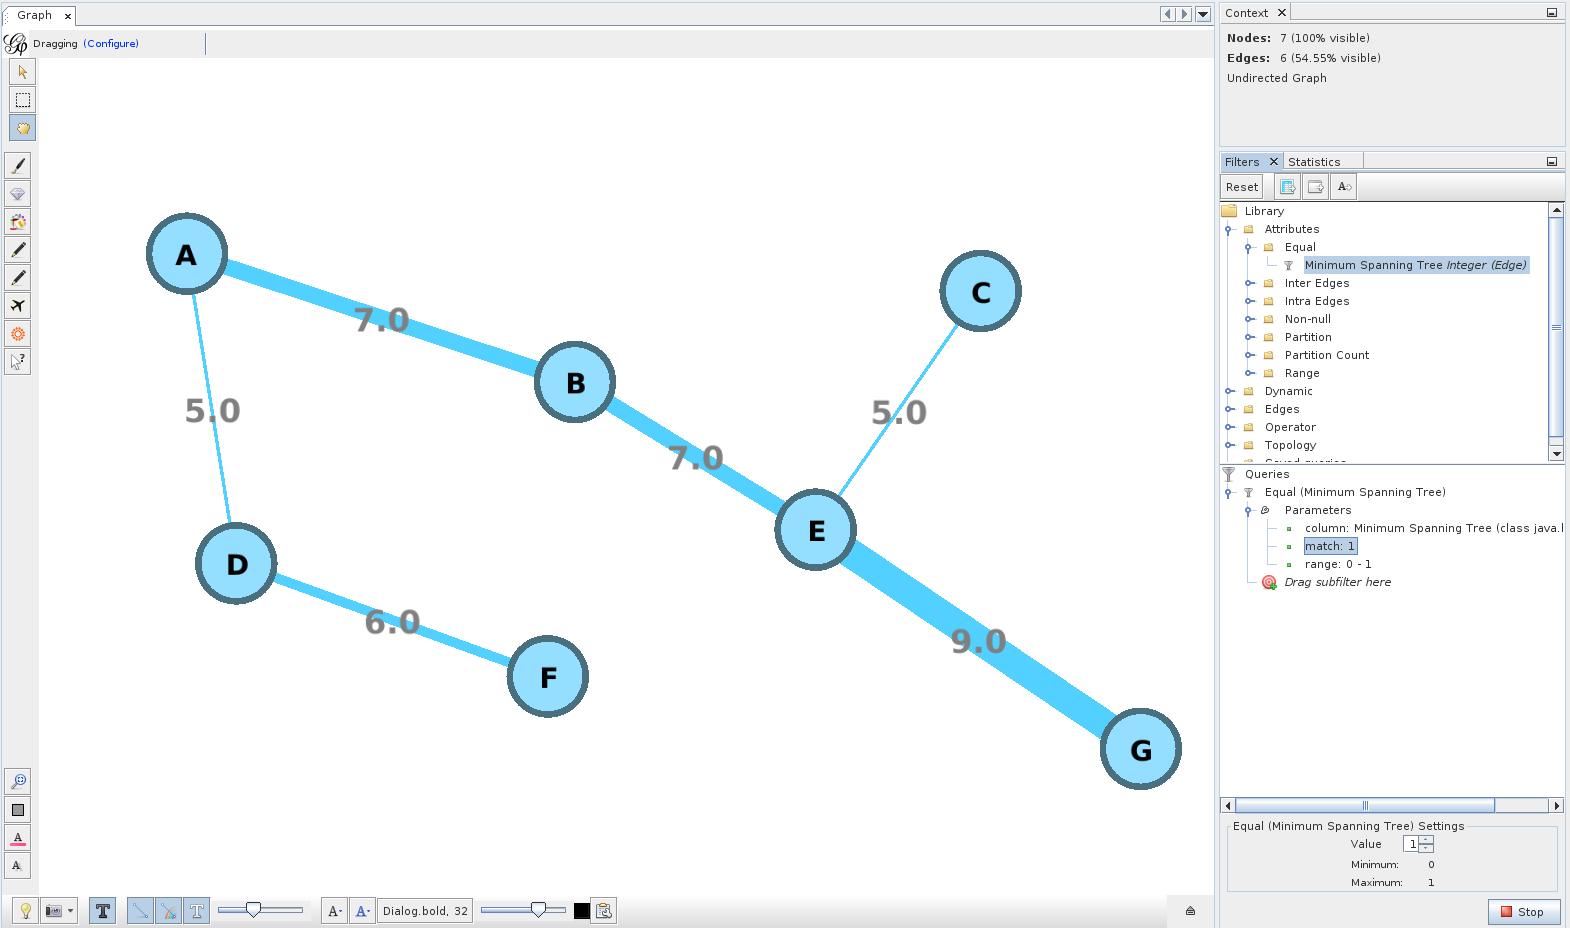 Graph
Dragging (Configure)
A
B
C
D
E
F
G
7.0
5.0
7.0
5.0
6.0
9.0
Dialog.bold, 32
Context
Nodes: 7 (100% visible)
Edges: 6 (54.55% visible)
Undirected Graph
Filters Statistics
Reset
Library
Attributes
Equal
Minimum Spanning Tree Integer (Edge)
Inter Edges
Intra Edges
Non-null
Partition
Partition Count
Range
Dynamic
Edges
Operator
Topology
Queries
Equal (Minimum Spanning Tree)
Parameters
column: Minimum Spanning Tree (class java.l
match: 1
range: 0 - 1
Drag subfilter here
Equal (Minimum Spanning Tree) Settings
Value 1
Minimum: 0
Maximum: 1
Stop